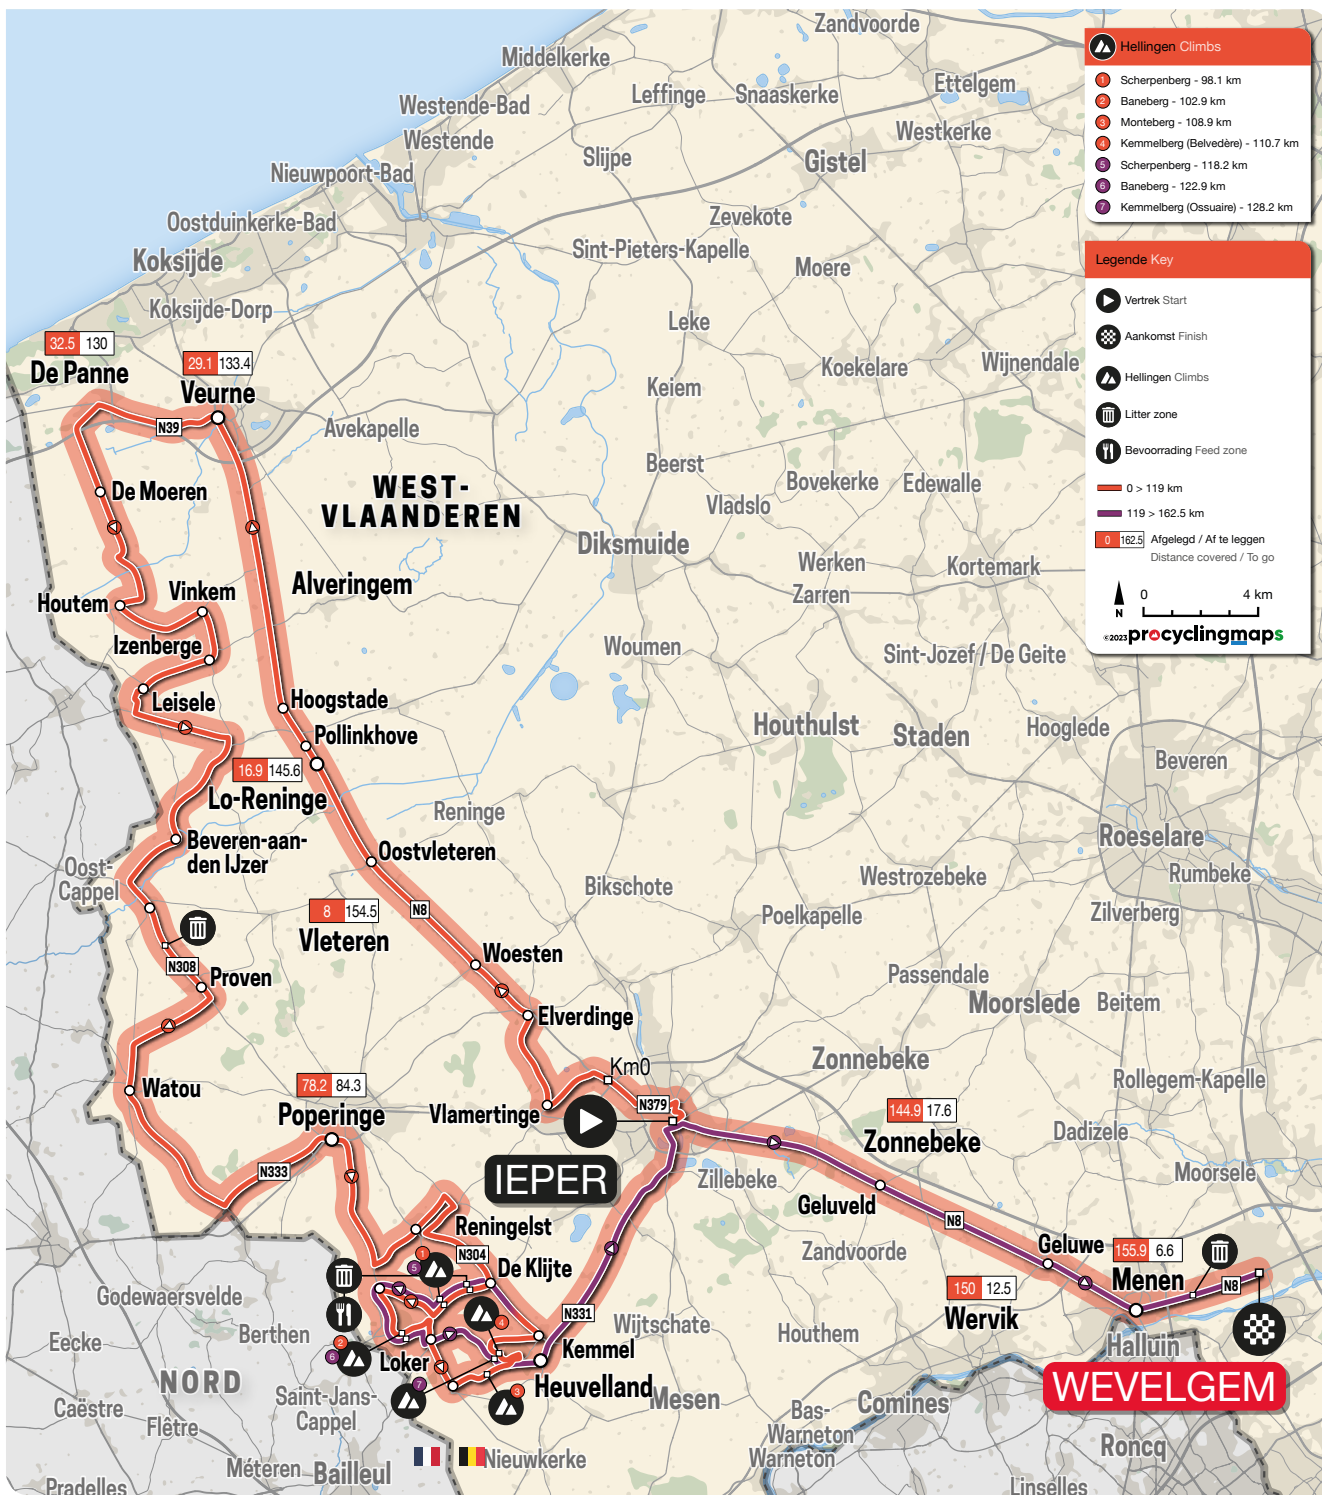 Zandvoorde
Middelkerke
Leffinge
Snaaskerke
Ettelgem
Westende-Bad
Westende
Westkerke
Slijpe
Gistel
Nieuwpoort-Bad
Oostduinkerke-Bad
Zevekote
Sint-Pieters-Kapelle
Koksijde
Moere
Koksijde-Dorp
Leke
32.5 130
De Panne
29.1 133.4
Veurne
Koekelare
Wijnendale
Keiem
N39
Avekapelle
Beerst
Bovekerke
Edewalle
De Moeren
WEST-
VLAANDEREN
Vladslo
Diksmuide
Werken
Kortemark
Alveringem
Zarren
Houtem
Vinkem
Izenberge
Woumen
Sint-Jozef / De Geite
Leisele
Hoogstade
Pollinkhove
Houthulst
Staden
Hooglede
Beveren
16.9 145.6
Lo-Reninge
Reninge
Roeselare
Beveren-aan-
den IJzer
Oostvleteren
Oost-
Cappel
Bikschote
Westrozebeke
Rumbeke
8 154.5
Vleteren
N8
Poelkapelle
Zilverberg
Woesten
N308
Proven
Passendale
Moorslede
Beitem
Elverdinge
Km0
Zonnebeke
Rollegem-Kapelle
Watou
78.2 84.3
Poperinge
Vlamertinge
N379
144.9 17.6
Zonnebeke
Dadizele
N333
IEPER
Zillebeke
Moorsele
Geluveld
Reningelst
N8
N304
Zandvoorde
Geluwe
155.9 6.6
Menen
1
5
De Klijte
N8
Godewaersvelde
150 12.5
Wervik
N331
4
Wijtschate
Houthem
Eecke
Berthen
2
6
Loker
Kemmel
Halluin
NORD
7
3
Heuvelland
Mesen
WEVELGEM
Saint-Jans-
Cappel
Caëstre
Flêtre
Comines
Bas-
Warneton
Warneton
Roncq
Nieuwkerke
Méteren
Bailleul
Pradelles
Linselles
Hellingen Climbs
1 Scherpenberg - 98.1 km
2 Baneberg - 102.9 km
3 Monteberg - 108.9 km
4 Kemmelberg (Belvedère) - 110.7 km
5 Scherpenberg - 118.2 km
6 Baneberg - 122.9 km
7 Kemmelberg (Ossuaire) - 128.2 km
Legende Key
Vertrek Start
Aankomst Finish
Hellingen Climbs
Litter zone
Bevoorrading Feed zone
0 > 119 km
119 > 162.5 km
0 162.5 Afgelegd / Af te leggen
Distance covered / To go
N
0 4 km
©2023 procyclingmaps